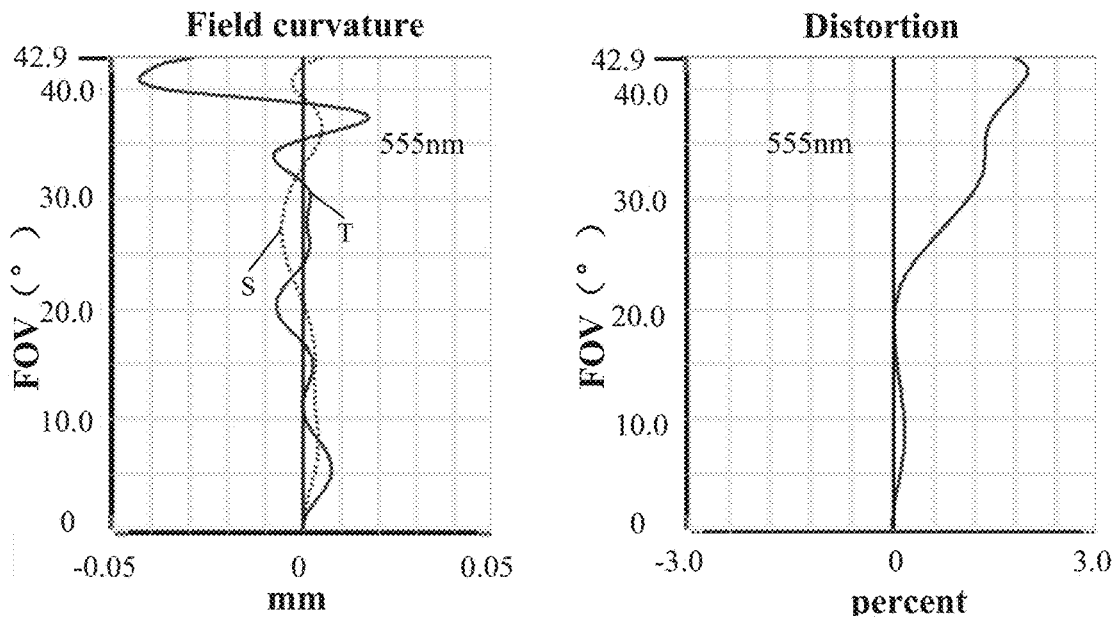 Field curvature
42.9
40.0
555nm
30.0
T
S
20.0
10.0
0
FOV (°)
-0.05 0 0.05
mm
Distortion
42.9
40.0
555nm
30.0
20.0
10.0
0
FOV (°)
-3.0 0 3.0
percent